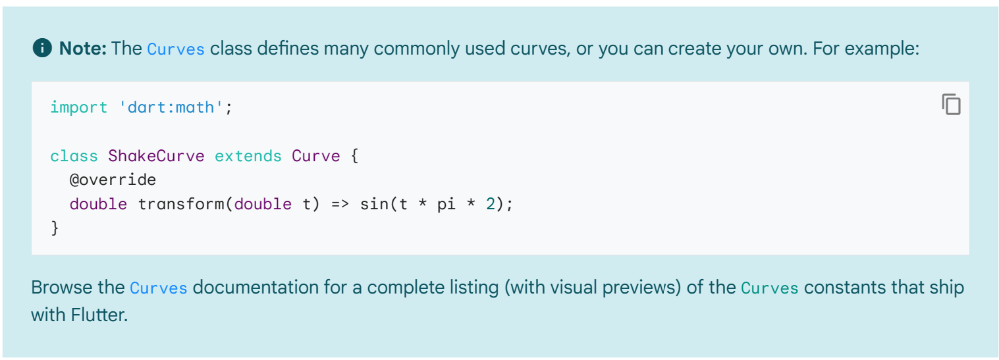 Note: The Curves class defines many commonly used curves, or you can create your own. For example:
import 'dart:math';
class ShakeCurve extends Curve {
  @override
  double transform(double t) => sin(t * pi * 2);
}
Browse the Curves documentation for a complete listing (with visual previews) of the Curves constants that ship
with Flutter.